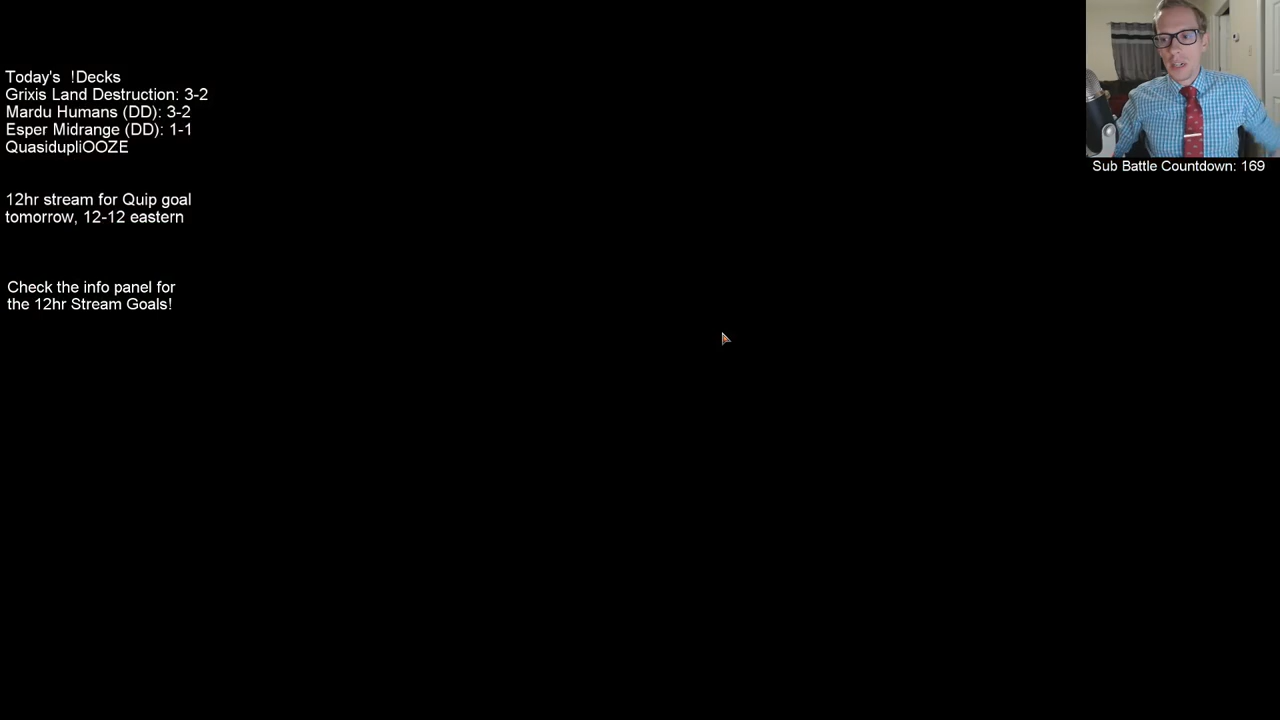 Today's !Decks
Grixis Land Destruction: 3-2
Mardu Humans (DD): 3-2
Esper Midrange (DD): 1-1
QuasidupliOOZE
12hr stream for Quip goal
tomorrow, 12-12 eastern
Check the info panel for
the 12hr Stream Goals!
Sub Battle Countdown: 169